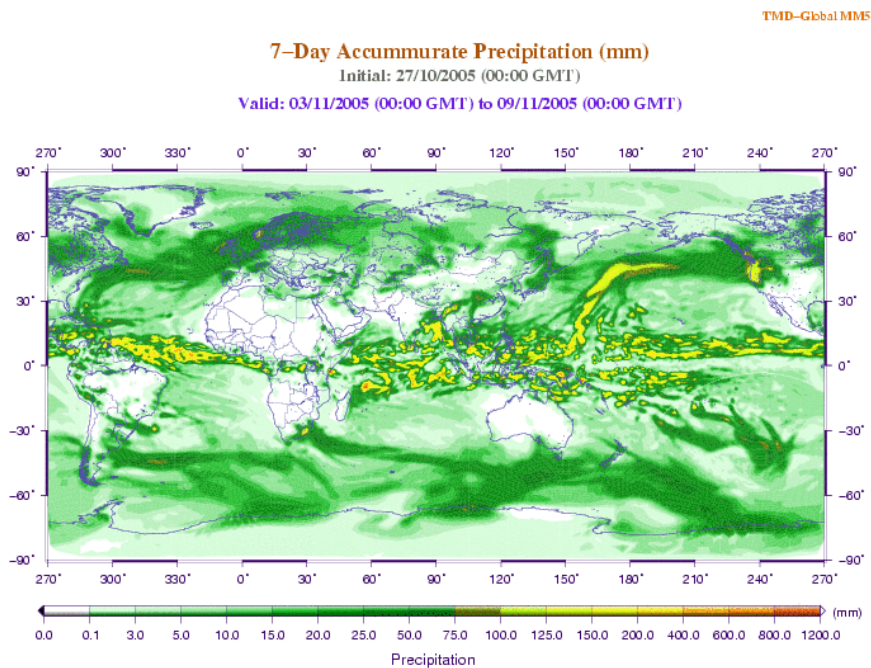 TMD-Global MM5
7-Day Accummurate Precipitation (mm)
Initial: 27/10/2005 (00:00 GMT)
Valid: 03/11/2005 (00:00 GMT) to 09/11/2005 (00:00 GMT)
270° 300° 330° 0° 30° 60° 90° 120° 150° 180° 210° 240° 270°
90° 90°
60° 60°
30° 30°
0° 0°
-30° -30°
-60° -60°
-90° -90°
270° 300° 330° 0° 30° 60° 90° 120° 150° 180° 210° 240° 270°
(mm)
0.0 0.1 3.0 5.0 10.0 15.0 20.0 25.0 50.0 75.0 100.0 125.0 150.0 200.0 400.0 600.0 800.0 1200.0
Precipitation